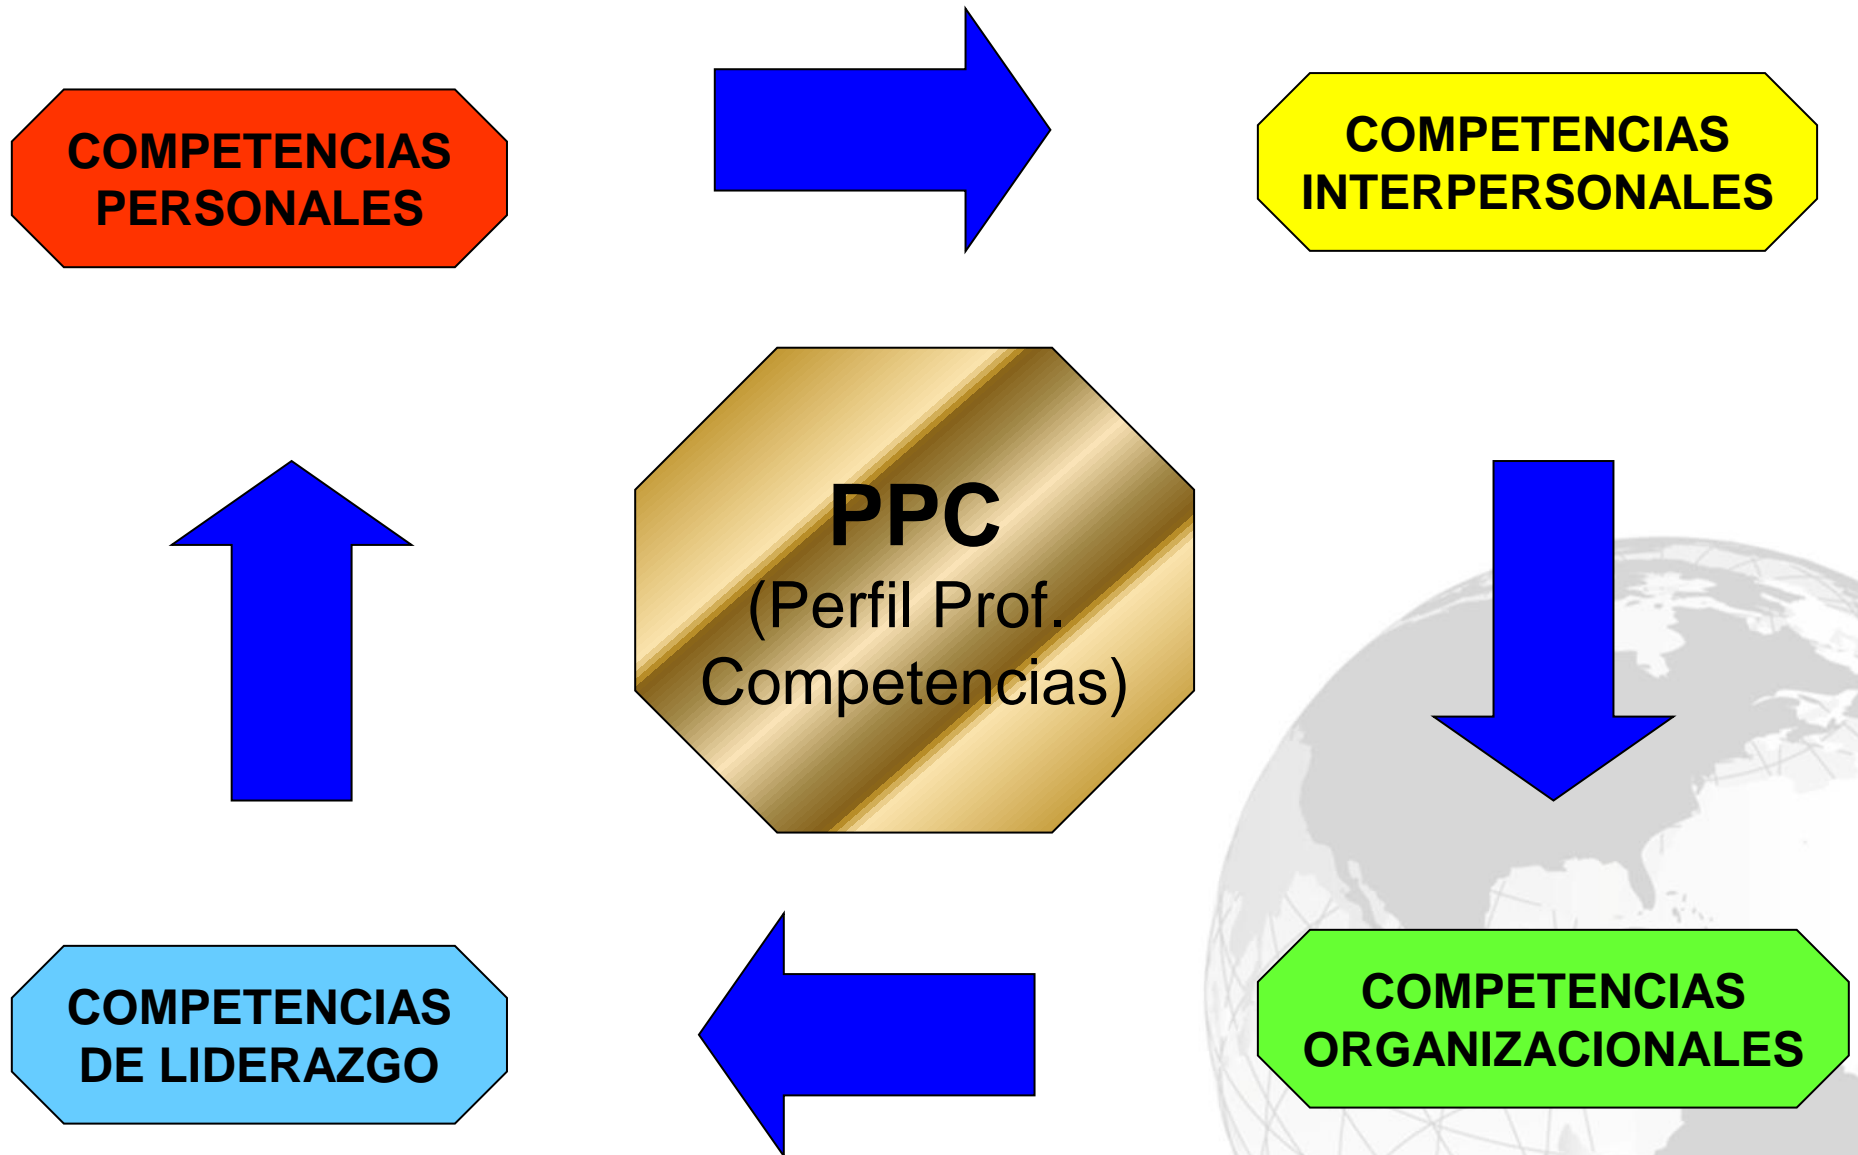 COMPETENCIAS
PERSONALES
COMPETENCIAS
INTERPERSONALES
PPC
(Perfil Prof.
Competencias)
COMPETENCIAS
DE LIDERAZGO
COMPETENCIAS
ORGANIZACIONALES